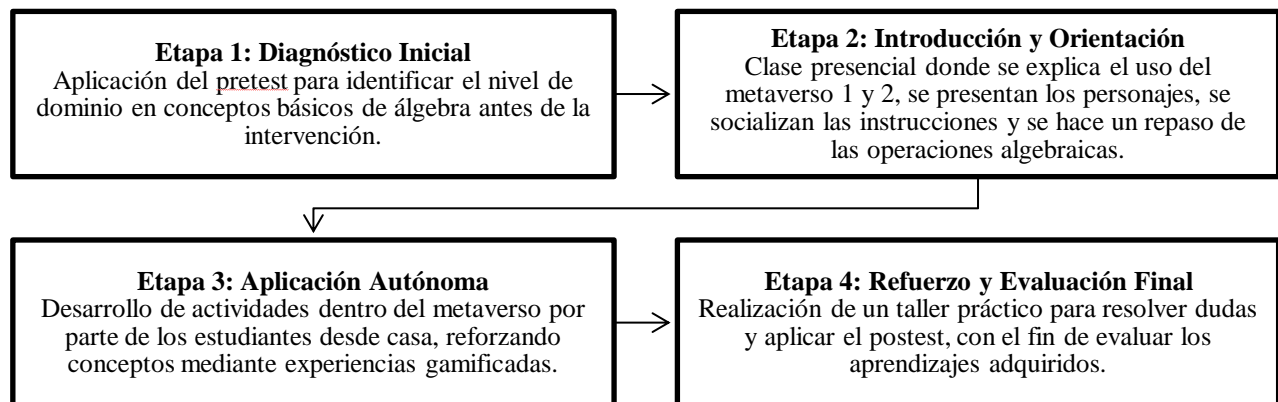 Etapa 1: Diagnóstico Inicial
Aplicación del pretest para identificar el nivel de
dominio en conceptos básicos de álgebra antes de la
intervención.
Etapa 2: Introducción y Orientación
Clase presencial donde se explica el uso del
metaverso 1 y 2, se presentan los personajes, se
socializan las instrucciones y se hace un repaso de
las operaciones algebraicas.
Etapa 3: Aplicación Autónoma
Desarrollo de actividades dentro del metaverso por
parte de los estudiantes desde casa, reforzando
conceptos mediante experiencias gamificadas.
Etapa 4: Refuerzo y Evaluación Final
Realización de un taller práctico para resolver dudas
y aplicar el postest, con el fin de evaluar los
aprendizajes adquiridos.